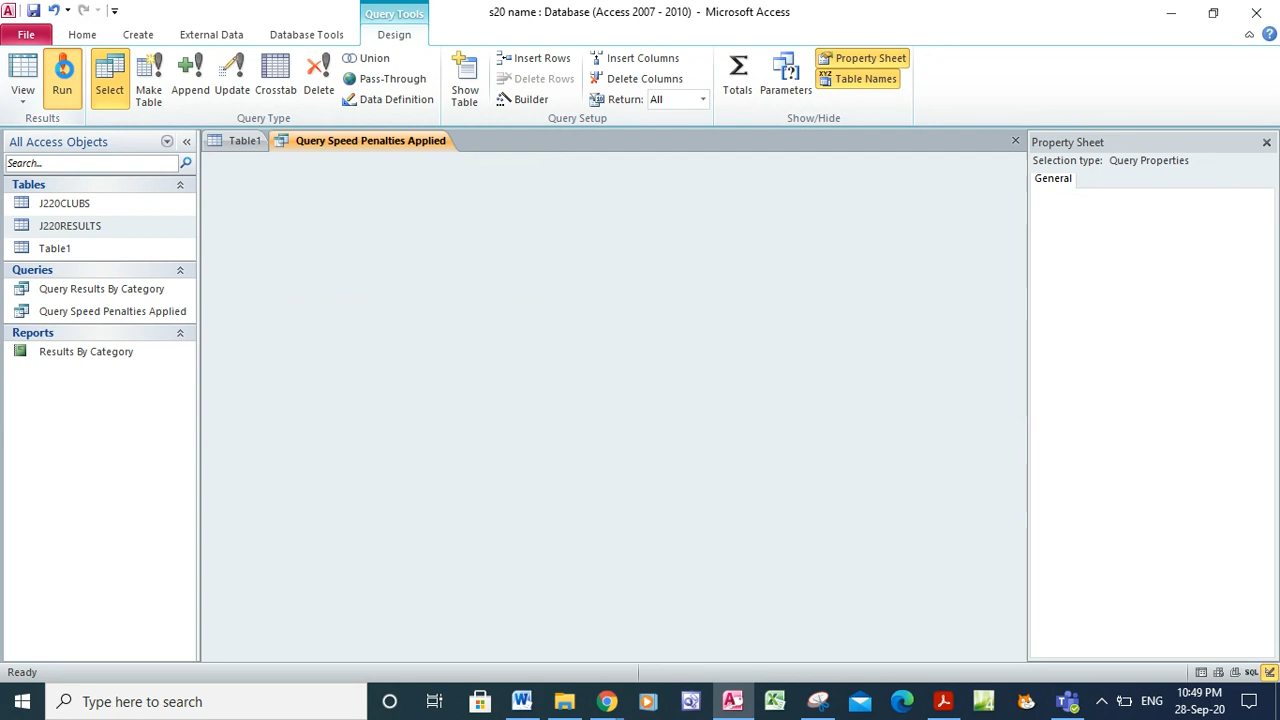 s20 name : Database (Access 2007 - 2010) - Microsoft Access
Query Tools
File Home Create External Data Database Tools Design
View Run Select Make Table Append Update Crosstab Delete
Union
Pass-Through
Data Definition
Show Table
Insert Rows
Delete Rows
Builder
Insert Columns
Delete Columns
Return: All
Totals Parameters
Property Sheet
XYZ Table Names
Results Query Type Query Setup Show/Hide
All Access Objects
Search...
Tables
J220CLUBS
J220RESULTS
Table1
Queries
Query Results By Category
Query Speed Penalties Applied
Reports
Results By Category
Table1 Query Speed Penalties Applied
Property Sheet
Selection type: Query Properties
General
Ready
SQL
Type here to search
ENG
10:49 PM
28-Sep-20